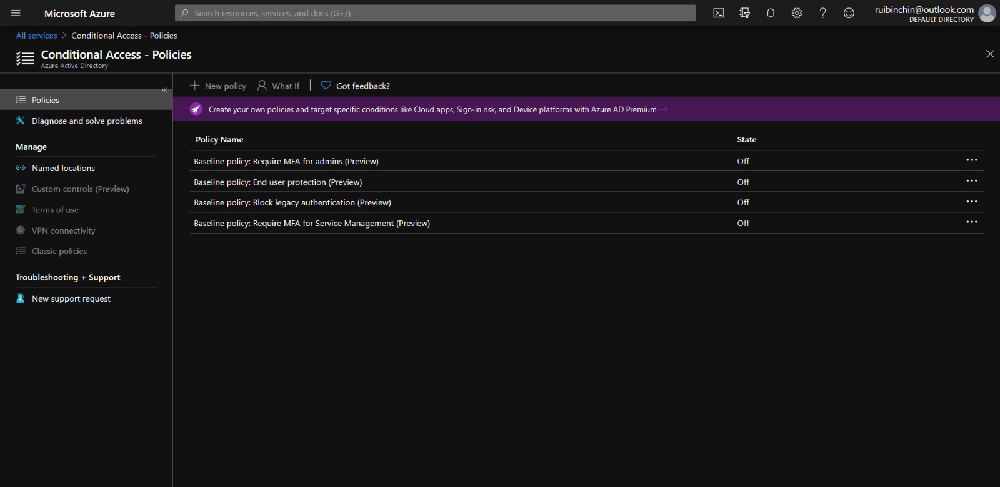 Microsoft Azure
Search resources, services, and docs (G+/)
ruibinchin@outlook.com
DEFAULT DIRECTORY
All services > Conditional Access - Policies
Conditional Access - Policies
Azure Active Directory
«
Policies
Diagnose and solve problems
Manage
Named locations
Custom controls (Preview)
Terms of use
VPN connectivity
Classic policies
Troubleshooting + Support
New support request
New policy What If | Got feedback?
Create your own policies and target specific conditions like Cloud apps, Sign-in risk, and Device platforms with Azure AD Premium →
Policy Name State
Baseline policy: Require MFA for admins (Preview) Off ...
Baseline policy: End user protection (Preview) Off ...
Baseline policy: Block legacy authentication (Preview) Off ...
Baseline policy: Require MFA for Service Management (Preview) Off ...